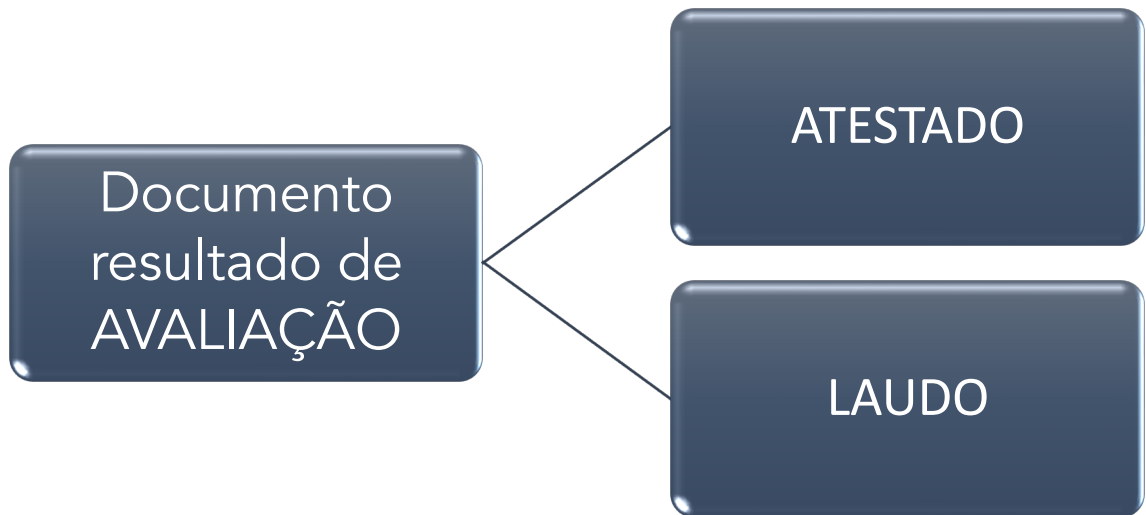 Documento
resultado de
AVALIAÇÃO
ATESTADO
LAUDO